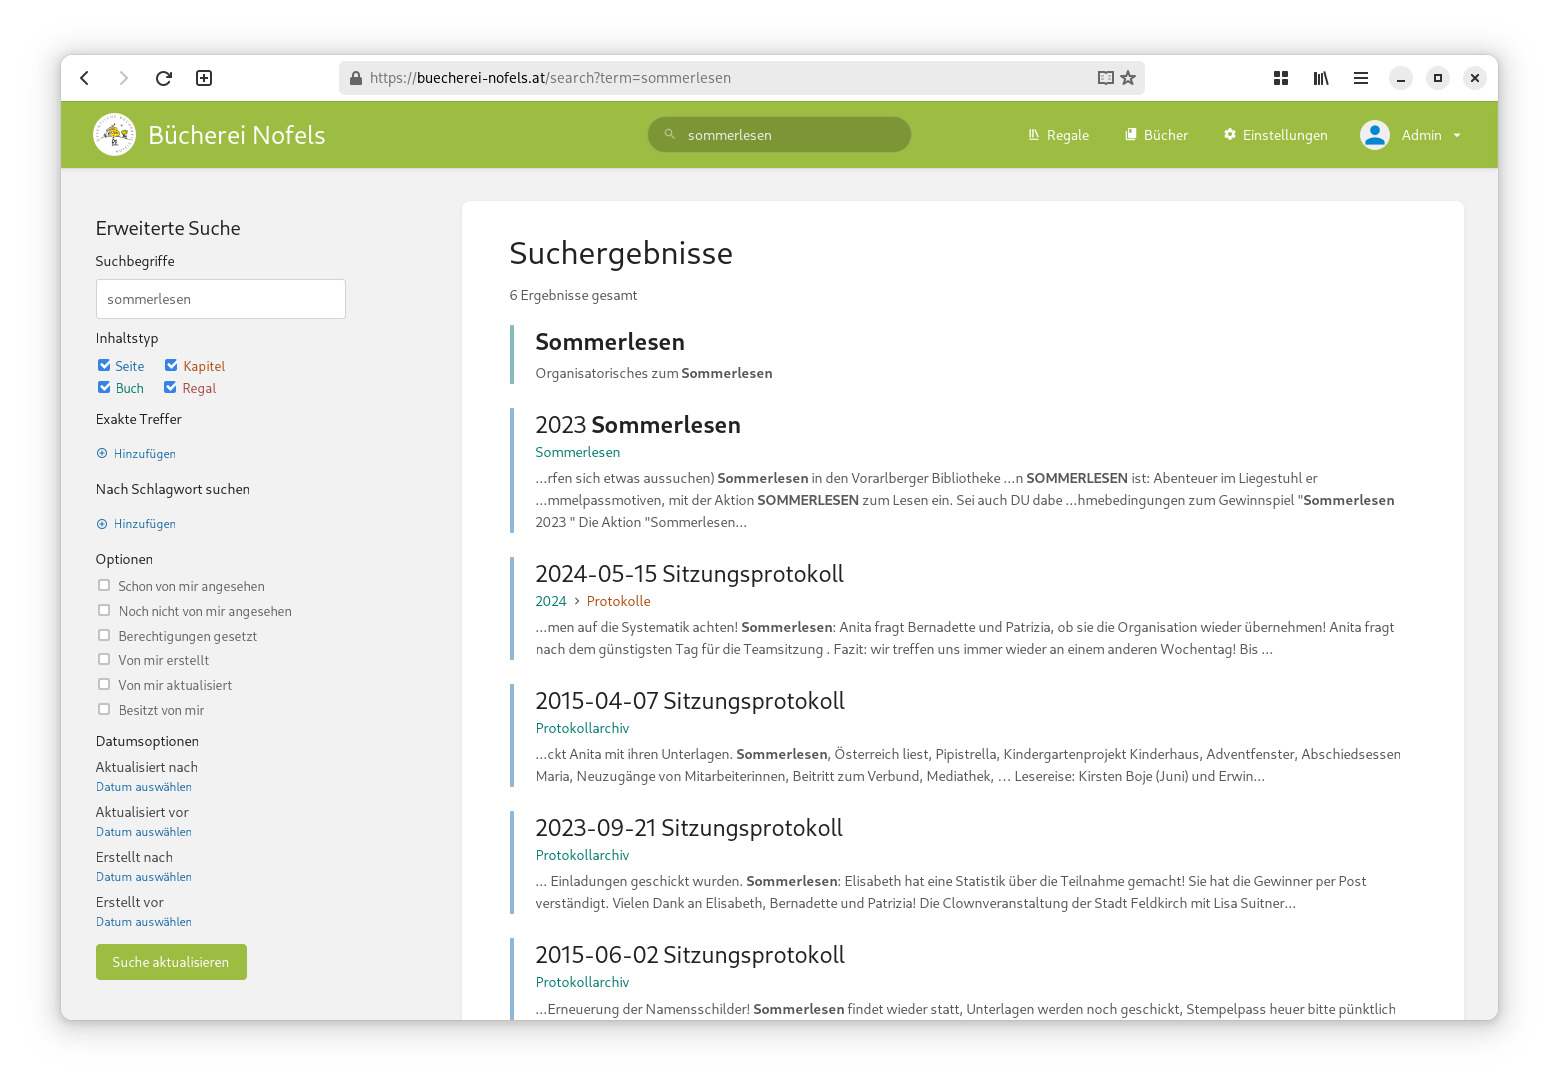 https://buecherei-nofels.at/search?term=sommerlesen
Bücherei Nofels
sommerlesen
Regale
Bücher
Einstellungen
Admin
Erweiterte Suche
Suchbegriffe
sommerlesen
Inhaltstyp
Seite Kapitel
Buch Regal
Exakte Treffer
Hinzufügen
Nach Schlagwort suchen
Hinzufügen
Optionen
Schon von mir angesehen
Noch nicht von mir angesehen
Berechtigungen gesetzt
Von mir erstellt
Von mir aktualisiert
Besitzt von mir
Datumsoptionen
Aktualisiert nach
Datum auswählen
Aktualisiert vor
Datum auswählen
Erstellt nach
Datum auswählen
Erstellt vor
Datum auswählen
Suche aktualisieren
Suchergebnisse
6 Ergebnisse gesamt
Sommerlesen
Organisatorisches zum Sommerlesen
2023 Sommerlesen
Sommerlesen
...rfen sich etwas aussuchen) Sommerlesen in den Vorarlberger Bibliotheke ...n SOMMERLESEN ist: Abenteuer im Liegestuhl er
...mmelpassmotiven, mit der Aktion SOMMERLESEN zum Lesen ein. Sei auch DU dabe ...hmebedingungen zum Gewinnspiel "Sommerlesen
2023 " Die Aktion "Sommerlesen...
2024-05-15 Sitzungsprotokoll
2024 > Protokolle
...men auf die Systematik achten! Sommerlesen: Anita fragt Bernadette und Patrizia, ob sie die Organisation wieder übernehmen! Anita fragt
nach dem günstigsten Tag für die Teamsitzung . Fazit: wir treffen uns immer wieder an einem anderen Wochentag! Bis ...
2015-04-07 Sitzungsprotokoll
Protokollarchiv
...ckt Anita mit ihren Unterlagen. Sommerlesen, Österreich liest, Pipistrella, Kindergartenprojekt Kinderhaus, Adventfenster, Abschiedsessen
Maria, Neuzugänge von Mitarbeiterinnen, Beitritt zum Verbund, Mediathek, … Lesereise: Kirsten Boje (Juni) und Erwin...
2023-09-21 Sitzungsprotokoll
Protokollarchiv
... Einladungen geschickt wurden. Sommerlesen: Elisabeth hat eine Statistik über die Teilnahme gemacht! Sie hat die Gewinner per Post
verständigt. Vielen Dank an Elisabeth, Bernadette und Patrizia! Die Clownveranstaltung der Stadt Feldkirch mit Lisa Suitner...
2015-06-02 Sitzungsprotokoll
Protokollarchiv
...Erneuerung der Namensschilder! Sommerlesen findet wieder statt, Unterlagen werden noch geschickt, Stempelpass heuer bitte pünktlich